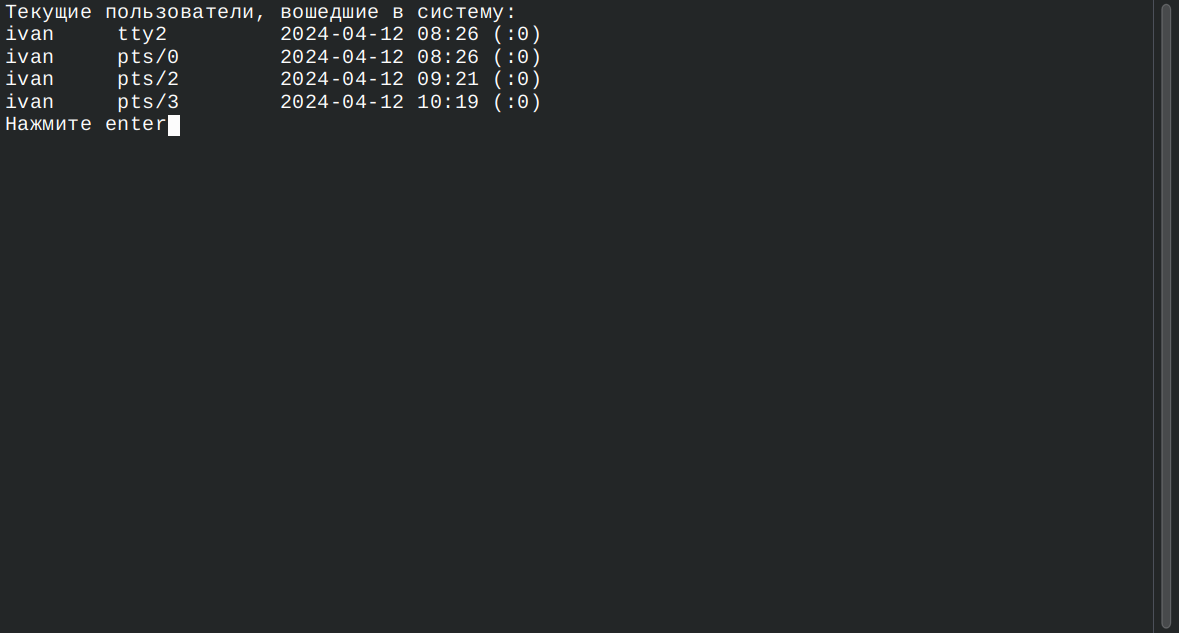 Текущие пользователи, вошедшие в систему:
ivan     tty2         2024-04-12 08:26 (:0)
ivan     pts/0        2024-04-12 08:26 (:0)
ivan     pts/2        2024-04-12 09:21 (:0)
ivan     pts/3        2024-04-12 10:19 (:0)
Нажмите enter